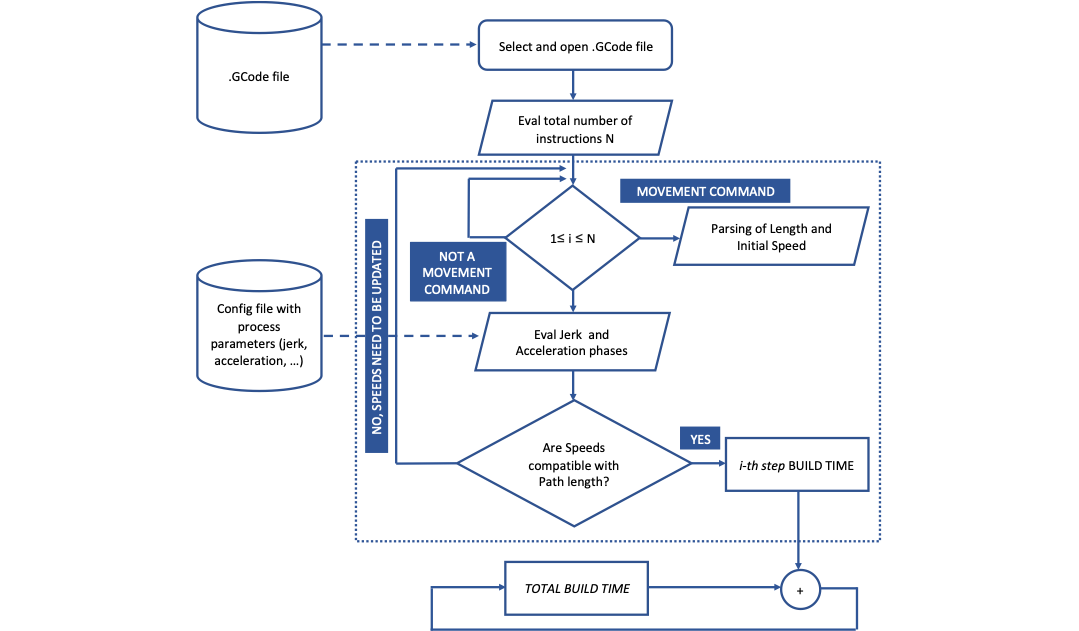 .GCode file
Select and open .GCode file
Eval total number of
instructions N
MOVEMENT COMMAND
1≤ i ≤ N
Parsing of Length and
Initial Speed
NOT A
MOVEMENT
COMMAND
NO, SPEEDS NEED TO BE UPDATED
Config file with
process
parameters (jerk,
acceleration, ...)
Eval Jerk and
Acceleration phases
Are Speeds
compatible with
Path length?
YES
i-th step BUILD TIME
TOTAL BUILD TIME
+